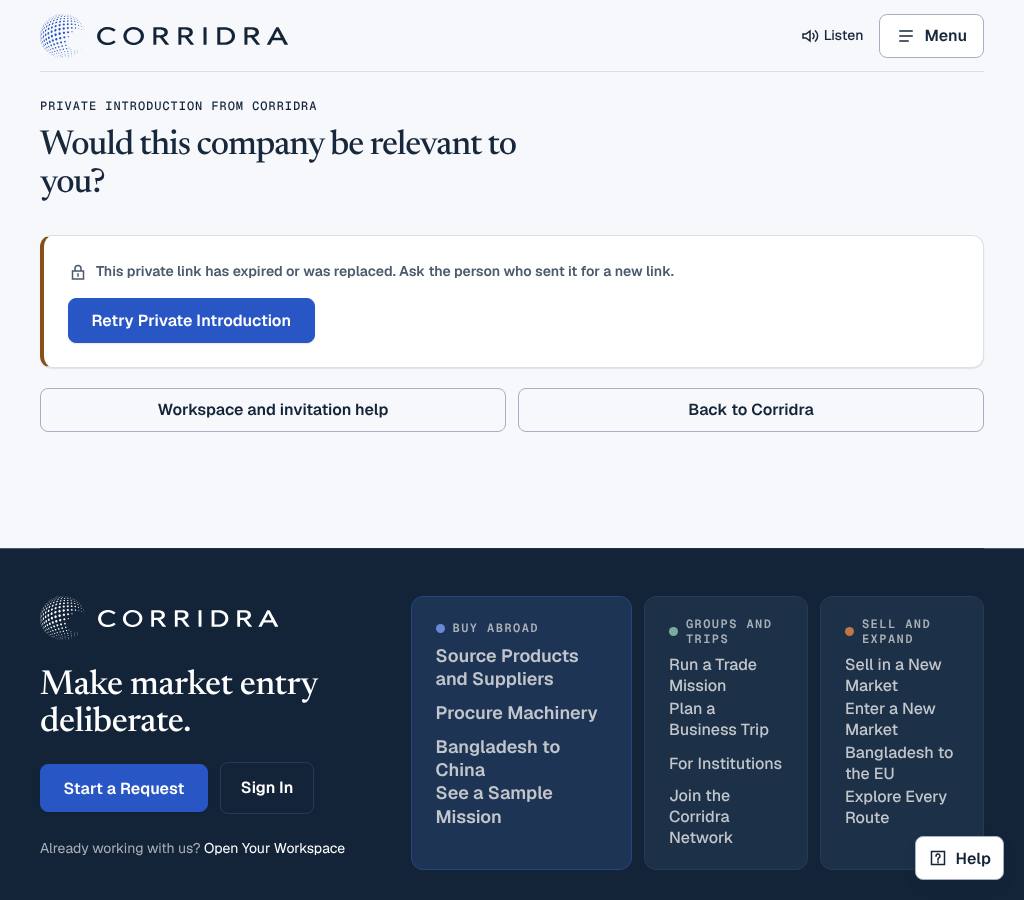 CORRIDRA
Listen
Menu
PRIVATE INTRODUCTION FROM CORRIDRA
Would this company be relevant to
you?
This private link has expired or was replaced. Ask the person who sent it for a new link.
Retry Private Introduction
Workspace and invitation help
Back to Corridra
CORRIDRA
Make market entry
deliberate.
Start a Request
Sign In
Already working with us? Open Your Workspace
BUY ABROAD
Source Products
and Suppliers
Procure Machinery
Bangladesh to
China
See a Sample
Mission
GROUPS AND
TRIPS
Run a Trade
Mission
Plan a
Business Trip
For Institutions
Join the
Corridra
Network
SELL AND
EXPAND
Sell in a New
Market
Enter a New
Market
Bangladesh to
the EU
Explore Every
Route
Help